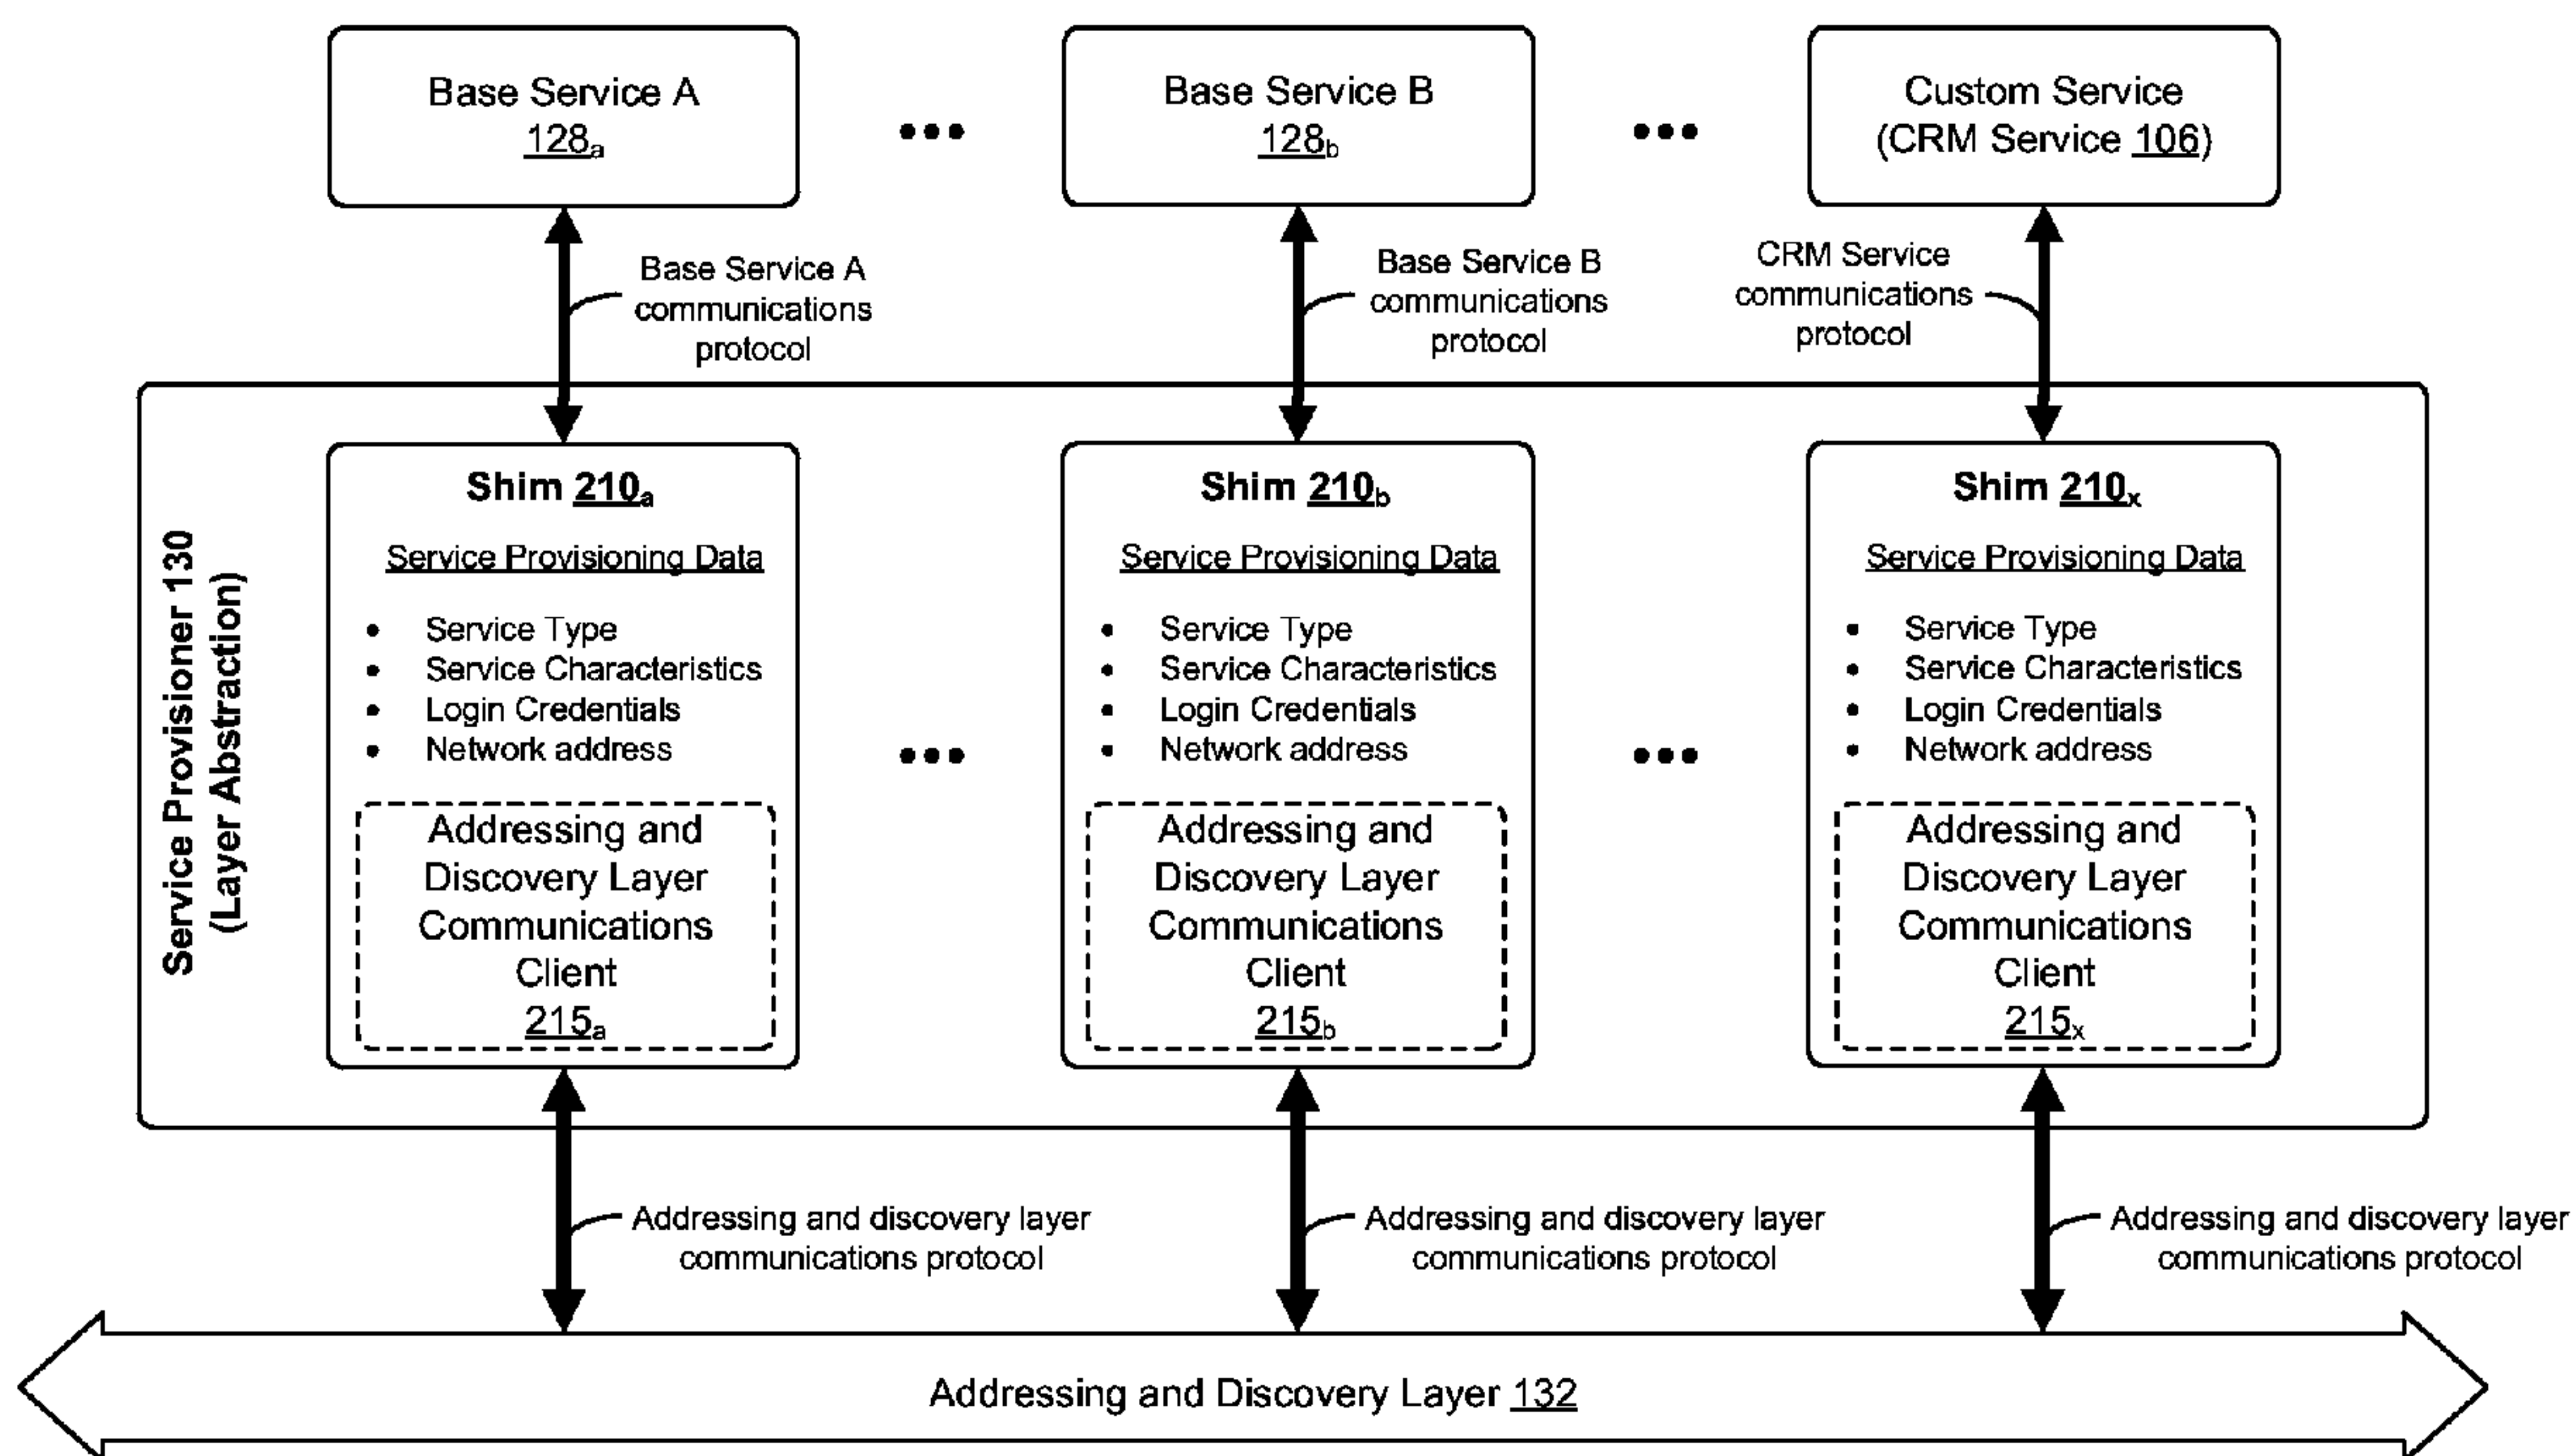 Base Service A
128a
•••
Base Service B
128b
•••
Custom Service
(CRM Service 106)
Base Service A
communications
protocol
Base Service B
communications
protocol
CRM Service
communications
protocol
Service Provisioner 130
(Layer Abstraction)
Shim 210a
Service Provisioning Data
• Service Type
• Service Characteristics
• Login Credentials
• Network address
Addressing and
Discovery Layer
Communications
Client
215a
•••
Shim 210b
Service Provisioning Data
• Service Type
• Service Characteristics
• Login Credentials
• Network address
Addressing and
Discovery Layer
Communications
Client
215b
•••
Shim 210x
Service Provisioning Data
• Service Type
• Service Characteristics
• Login Credentials
• Network address
Addressing and
Discovery Layer
Communications
Client
215x
Addressing and discovery layer
communications protocol
Addressing and discovery layer
communications protocol
Addressing and discovery layer
communications protocol
Addressing and Discovery Layer 132